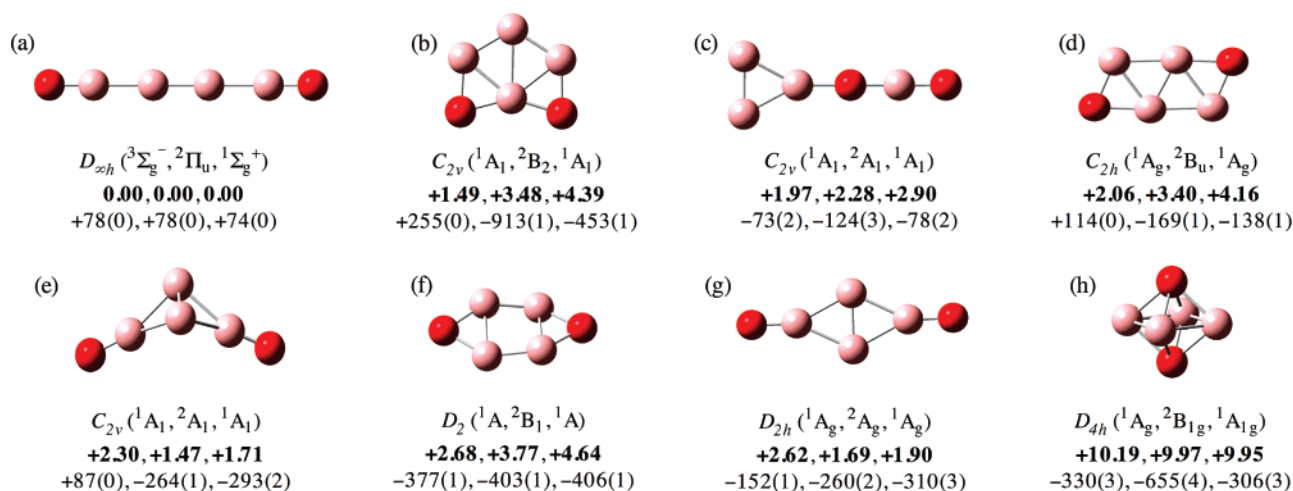 (a)
(b)
(c)
(d)
D∞h (³Σg⁻, ²Πu, ¹Σg⁺)
0.00, 0.00, 0.00
+78(0), +78(0), +74(0)
C2v (¹A1, ²B2, ¹A1)
+1.49, +3.48, +4.39
+255(0), −913(1), −453(1)
C2v (¹A1, ²A1, ¹A1)
+1.97, +2.28, +2.90
−73(2), −124(3), −78(2)
C2h (¹Ag, ²Bu, ¹Ag)
+2.06, +3.40, +4.16
+114(0), −169(1), −138(1)
(e)
(f)
(g)
(h)
C2v (¹A1, ²A1, ¹A1)
+2.30, +1.47, +1.71
+87(0), −264(1), −293(2)
D2 (¹A, ²B1, ¹A)
+2.68, +3.77, +4.64
−377(1), −403(1), −406(1)
D2h (¹Ag, ²Ag, ¹Ag)
+2.62, +1.69, +1.90
−152(1), −260(2), −310(3)
D4h (¹Ag, ²B1g, ¹A1g)
+10.19, +9.97, +9.95
−330(3), −655(4), −306(3)